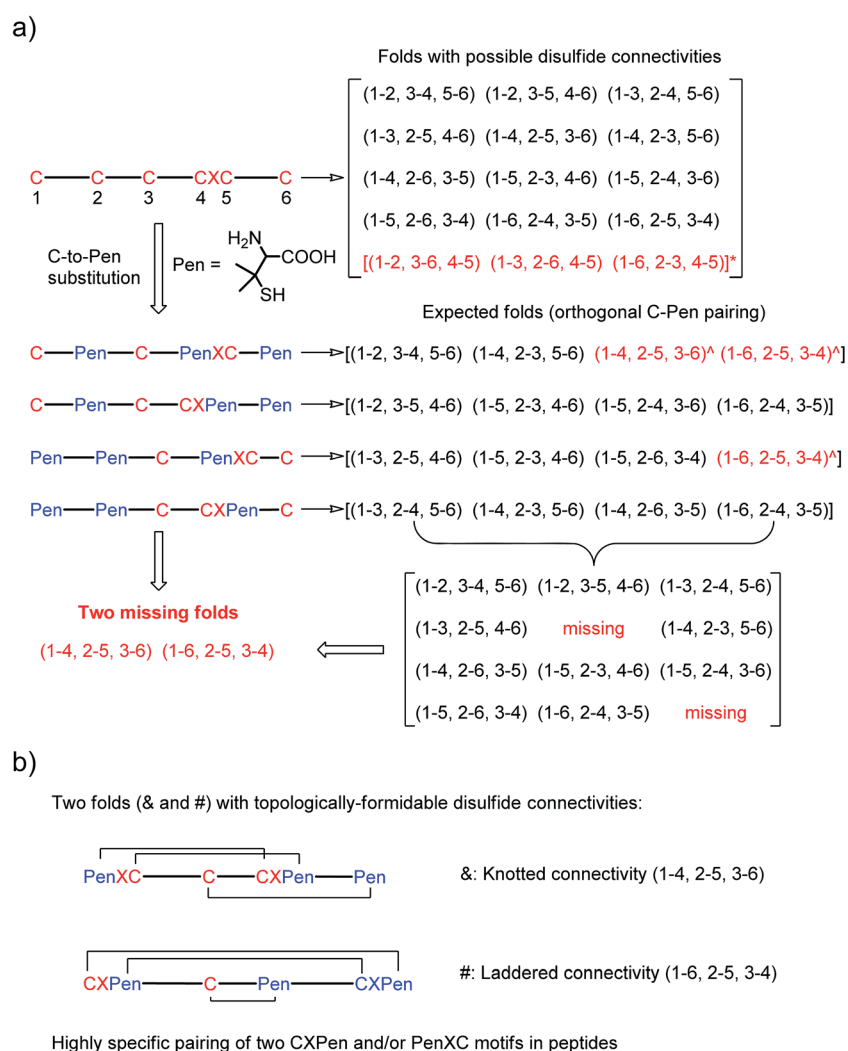 a)
Folds with possible disulfide connectivities
(1-2, 3-4, 5-6) (1-2, 3-5, 4-6) (1-3, 2-4, 5-6)
(1-3, 2-5, 4-6) (1-4, 2-5, 3-6) (1-4, 2-3, 5-6)
C C C CXC C
1 2 3 4 5 6
(1-4, 2-6, 3-5) (1-5, 2-3, 4-6) (1-5, 2-4, 3-6)
(1-5, 2-6, 3-4) (1-6, 2-4, 3-5) (1-6, 2-5, 3-4)
[(1-2, 3-6, 4-5) (1-3, 2-6, 4-5) (1-6, 2-3, 4-5)]*
C-to-Pen
substitution
Pen =
H₂N
COOH
SH
Expected folds (orthogonal C-Pen pairing)
C Pen C PenXC Pen [(1-2, 3-4, 5-6) (1-4, 2-3, 5-6) (1-4, 2-5, 3-6)^ (1-6, 2-5, 3-4)^]
C Pen C CXPen Pen [(1-2, 3-5, 4-6) (1-5, 2-3, 4-6) (1-5, 2-4, 3-6) (1-6, 2-4, 3-5)]
Pen Pen C PenXC C [(1-3, 2-5, 4-6) (1-5, 2-3, 4-6) (1-5, 2-6, 3-4) (1-6, 2-5, 3-4)^]
Pen Pen C CXPen C [(1-3, 2-4, 5-6) (1-4, 2-3, 5-6) (1-4, 2-6, 3-5) (1-6, 2-4, 3-5)]
Two missing folds
(1-4, 2-5, 3-6) (1-6, 2-5, 3-4)
(1-2, 3-4, 5-6) (1-2, 3-5, 4-6) (1-3, 2-4, 5-6)
(1-3, 2-5, 4-6) missing (1-4, 2-3, 5-6)
(1-4, 2-6, 3-5) (1-5, 2-3, 4-6) (1-5, 2-4, 3-6)
(1-5, 2-6, 3-4) (1-6, 2-4, 3-5) missing
b)
Two folds (& and #) with topologically-formidable disulfide connectivities:
PenXC C CXPen Pen
&: Knotted connectivity (1-4, 2-5, 3-6)
CXPen C Pen CXPen
#: Laddered connectivity (1-6, 2-5, 3-4)
Highly specific pairing of two CXPen and/or PenXC motifs in peptides